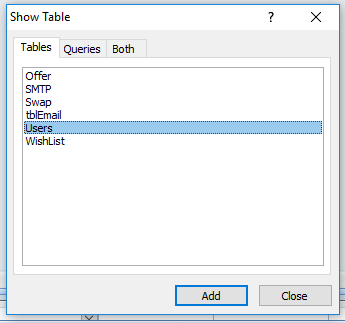 Show Table
?
Tables Queries Both
Offer
SMTP
Swap
tblEmail
Users
WishList
Add Close